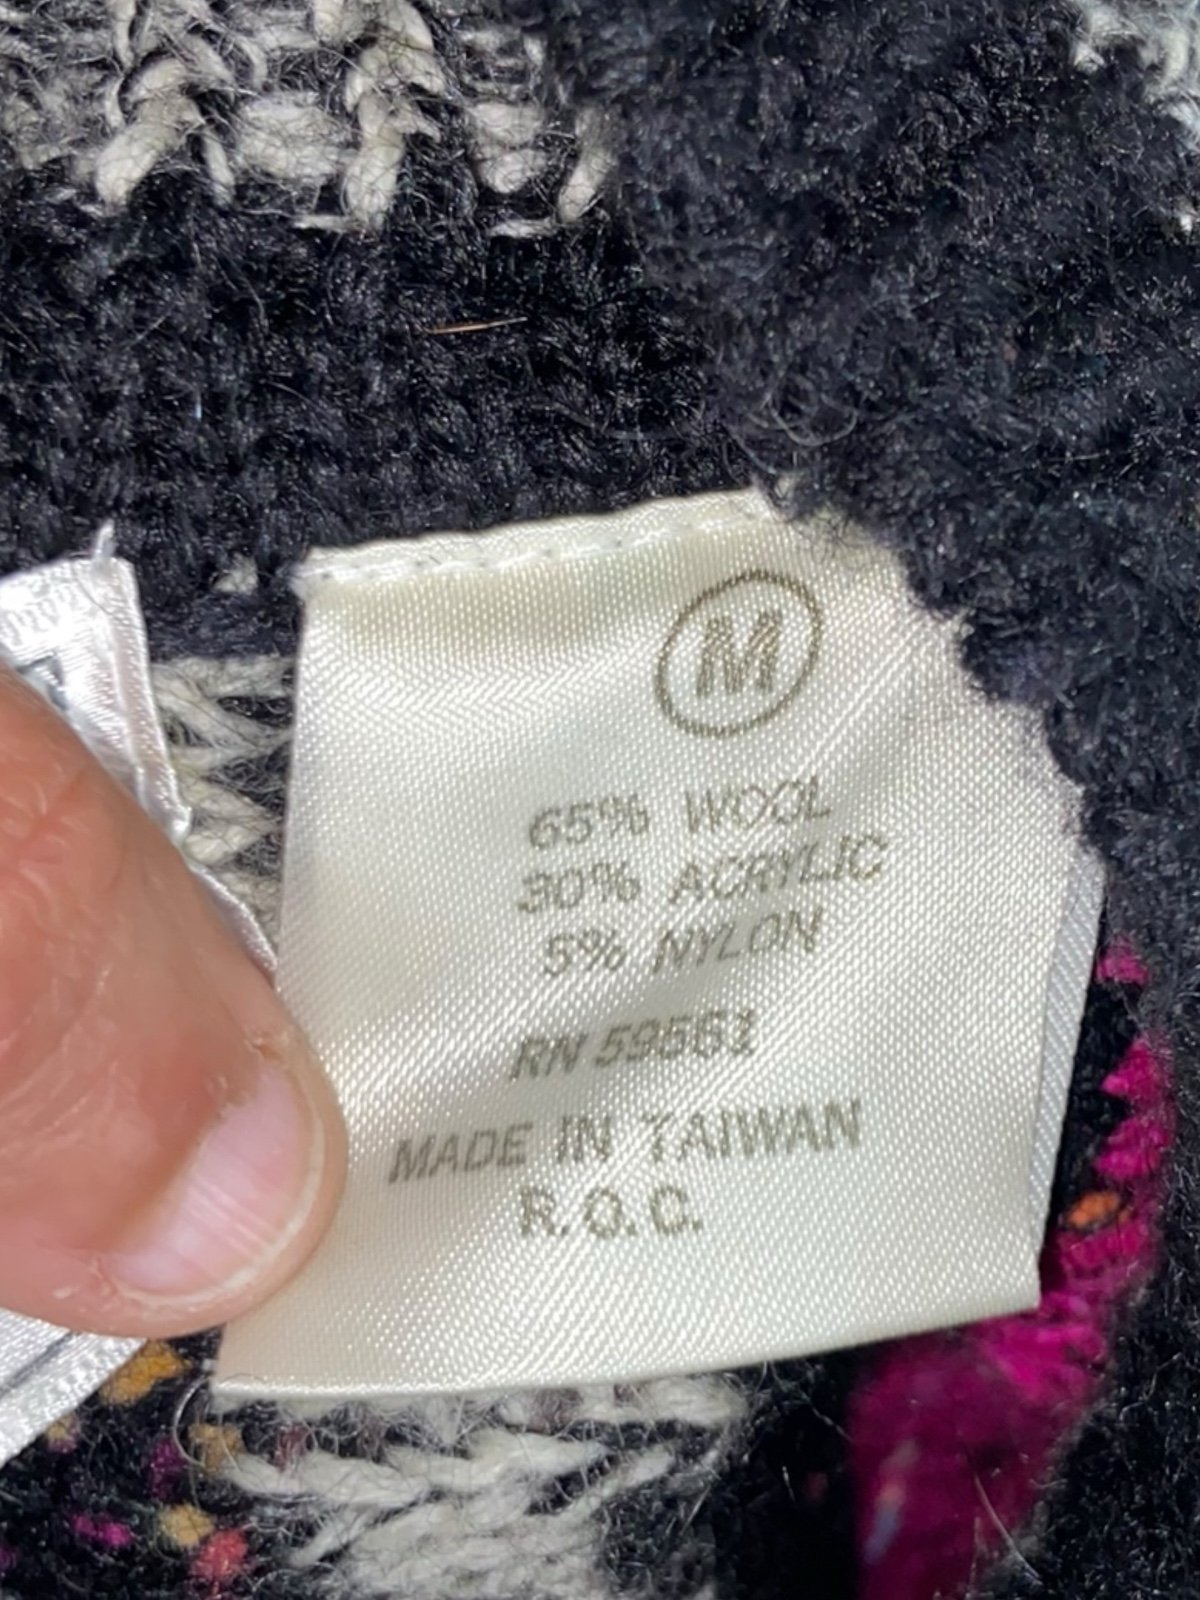 M
65% WOOL
30% ACRYLIC
5% NYLON
RN 59561
MADE IN TAIWAN
R.O.C.